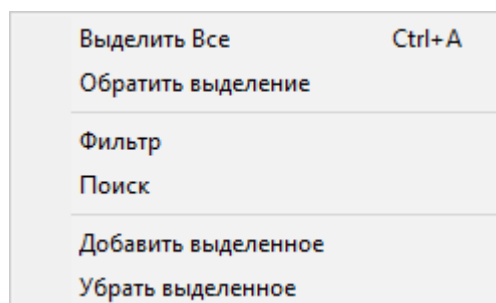 Выделить Все Ctrl+A
Обратить выделение
Фильтр
Поиск
Добавить выделенное
Убрать выделенное